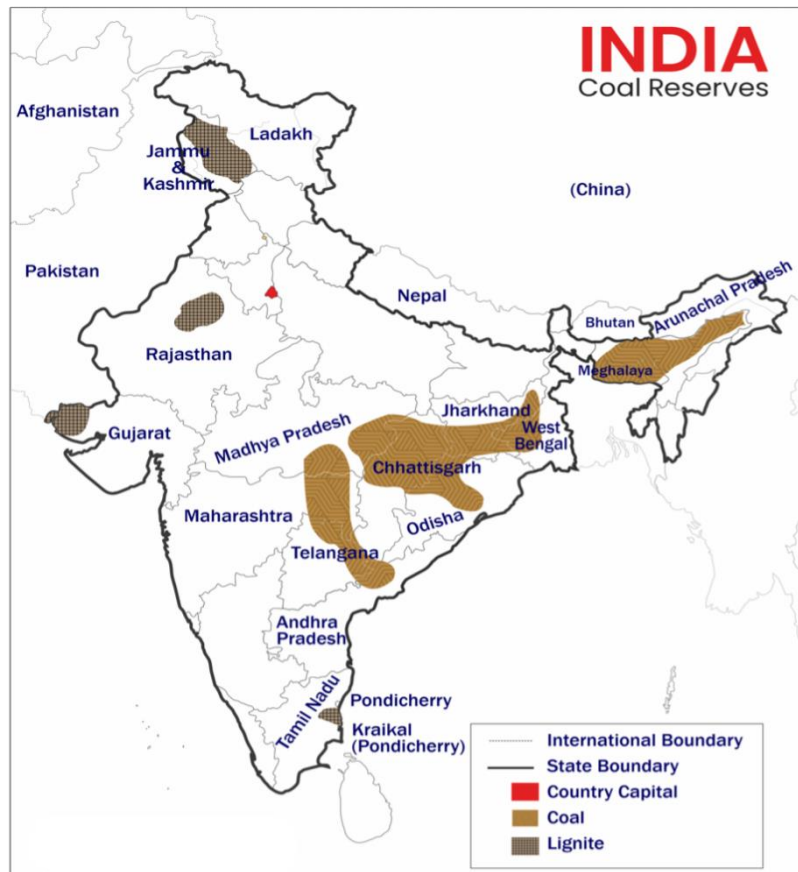 INDIA
Coal Reserves
Afghanistan
Ladakh
Jammu
&
Kashmir
(China)
Pakistan
Nepal
Bhutan
Arunachal Pradesh
Rajasthan
Meghalaya
Gujarat
Madhya Pradesh
Jharkhand
West
Bengal
Chhattisgarh
Maharashtra
Odisha
Telangana
Andhra
Pradesh
Tamil Nadu
Pondicherry
Kraikal
(Pondicherry)
International Boundary
State Boundary
Country Capital
Coal
Lignite